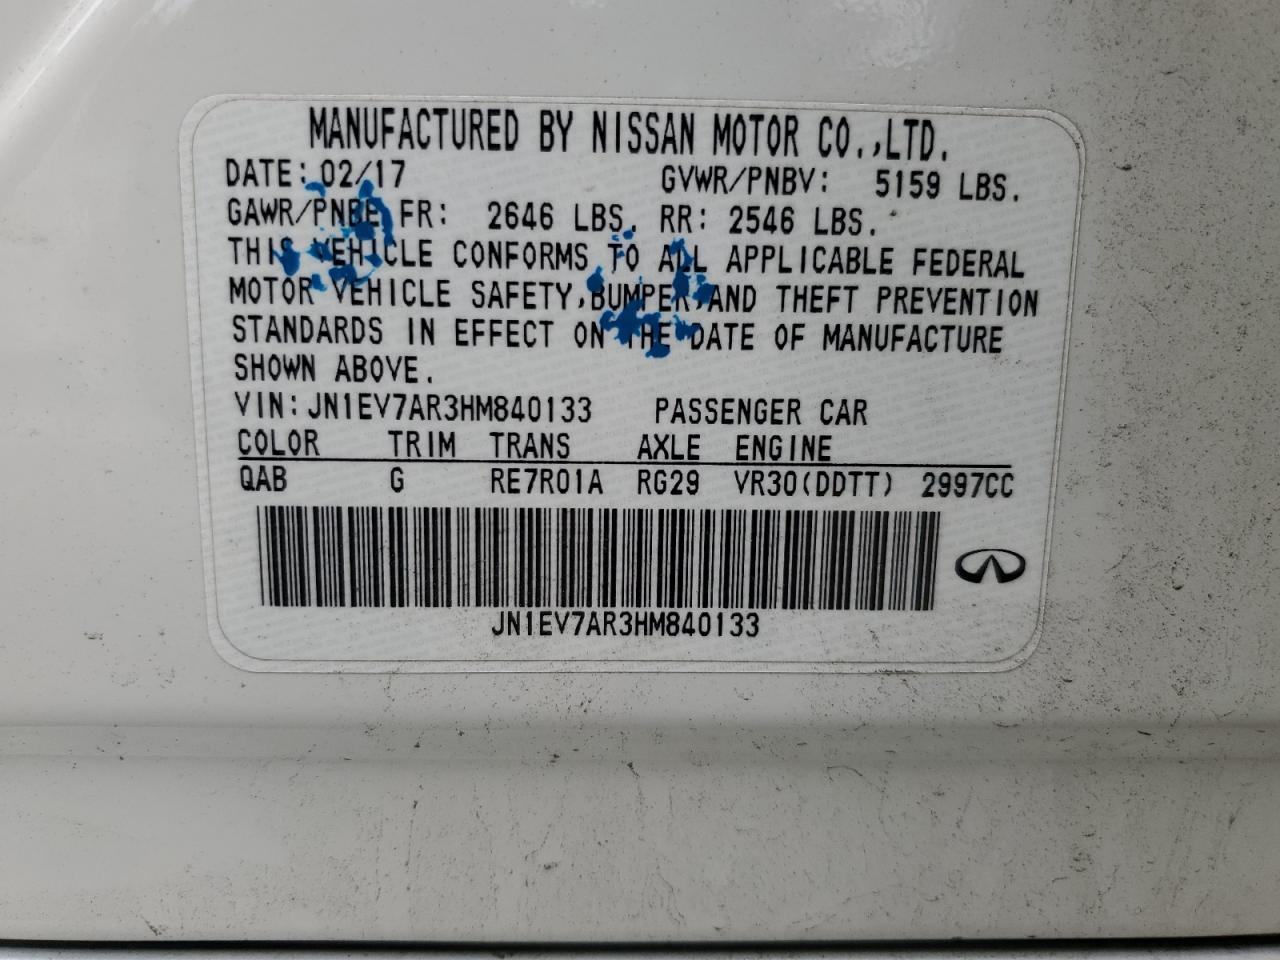 MANUFACTURED BY NISSAN MOTOR CO.,LTD.
DATE: 02/17 GVWR/PNBV: 5159 LBS.
GAWR/PNBE FR: 2646 LBS. RR: 2546 LBS.
THIS VEHICLE CONFORMS TO ALL APPLICABLE FEDERAL
MOTOR VEHICLE SAFETY,BUMPER,AND THEFT PREVENTION
STANDARDS IN EFFECT ON THE DATE OF MANUFACTURE
SHOWN ABOVE.
VIN: JN1EV7AR3HM840133 PASSENGER CAR
COLOR TRIM TRANS AXLE ENGINE
QAB G RE7R01A RG29 VR30(DDTT) 2997CC
JN1EV7AR3HM840133